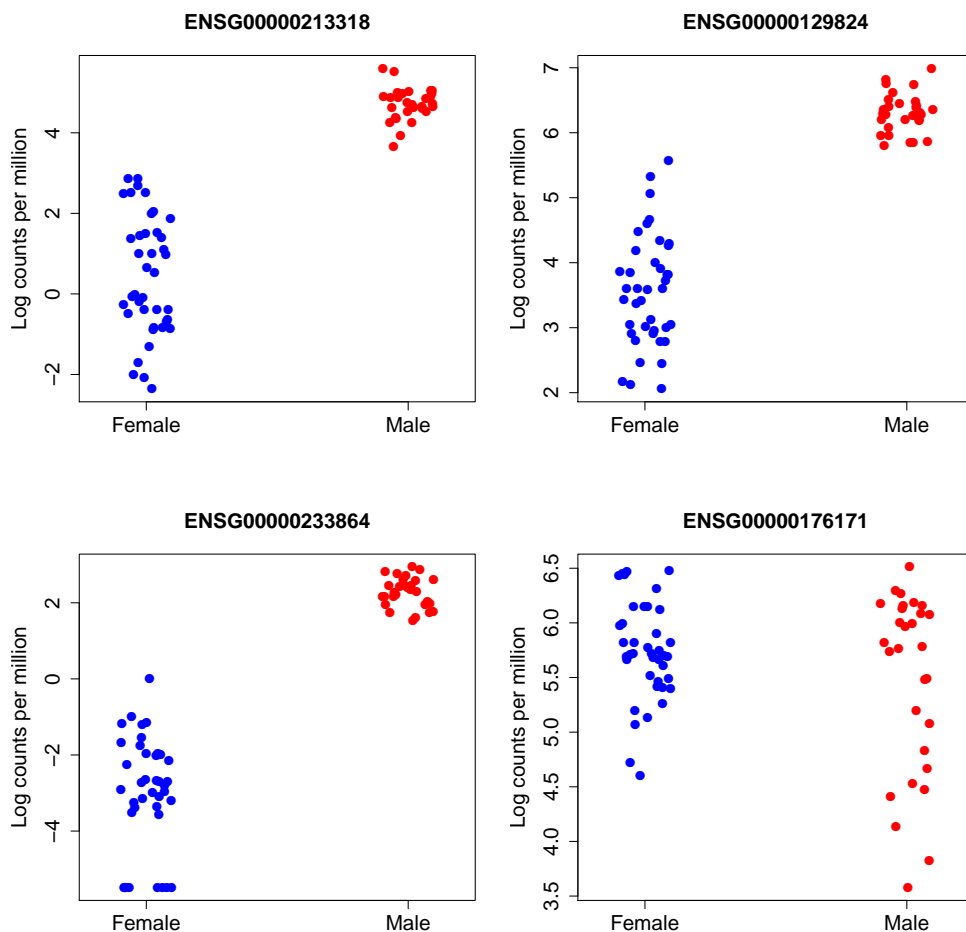 ENSG00000213318
Log counts per million
4
2
0
−2
Female
Male
ENSG00000129824
Log counts per million
7
6
5
4
3
2
Female
Male
ENSG00000233864
Log counts per million
2
0
−2
−4
Female
Male
ENSG00000176171
Log counts per million
6.5
6.0
5.5
5.0
4.5
4.0
3.5
Female
Male